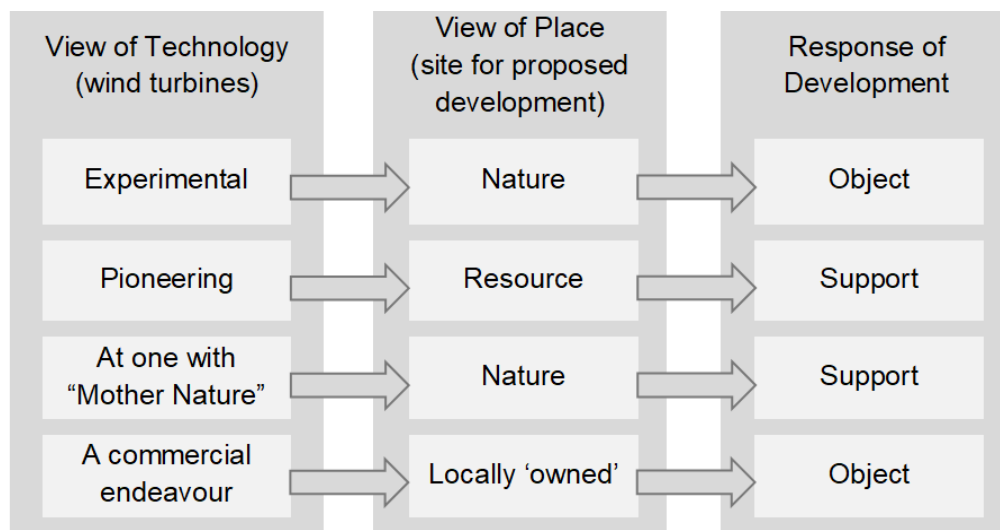 View of Technology
(wind turbines)
View of Place
(site for proposed
development)
Response of
Development
Experimental
Nature
Object
Pioneering
Resource
Support
At one with
“Mother Nature”
Nature
Support
A commercial
endeavour
Locally ‘owned’
Object